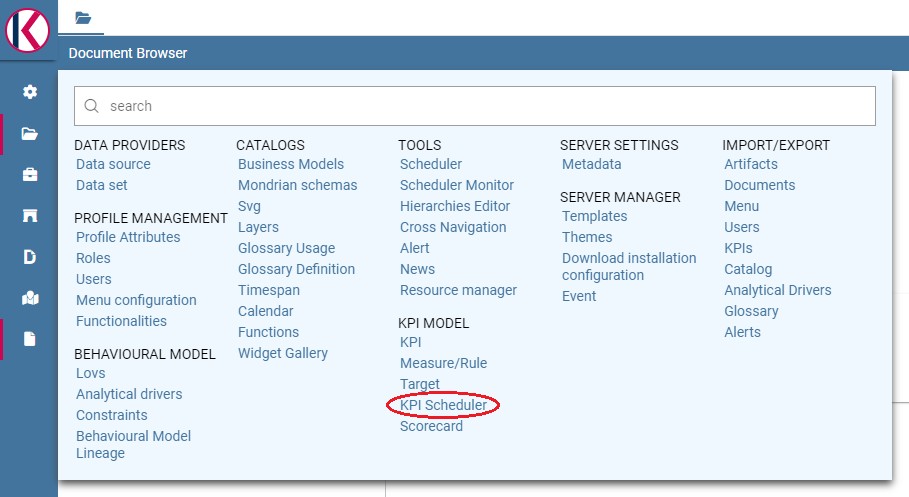 Document Browser
search
DATA PROVIDERS
Data source
Data set
PROFILE MANAGEMENT
Profile Attributes
Roles
Users
Menu configuration
Functionalities
BEHAVIOURAL MODEL
Lovs
Analytical drivers
Constraints
Behavioural Model
Lineage
CATALOGS
Business Models
Mondrian schemas
Svg
Layers
Glossary Usage
Glossary Definition
Timespan
Calendar
Functions
Widget Gallery
TOOLS
Scheduler
Scheduler Monitor
Hierarchies Editor
Cross Navigation
Alert
News
Resource manager
KPI MODEL
KPI
Measure/Rule
Target
KPI Scheduler
Scorecard
SERVER SETTINGS
Metadata
SERVER MANAGER
Templates
Themes
Download installation
configuration
Event
IMPORT/EXPORT
Artifacts
Documents
Menu
Users
KPIs
Catalog
Analytical Drivers
Glossary
Alerts